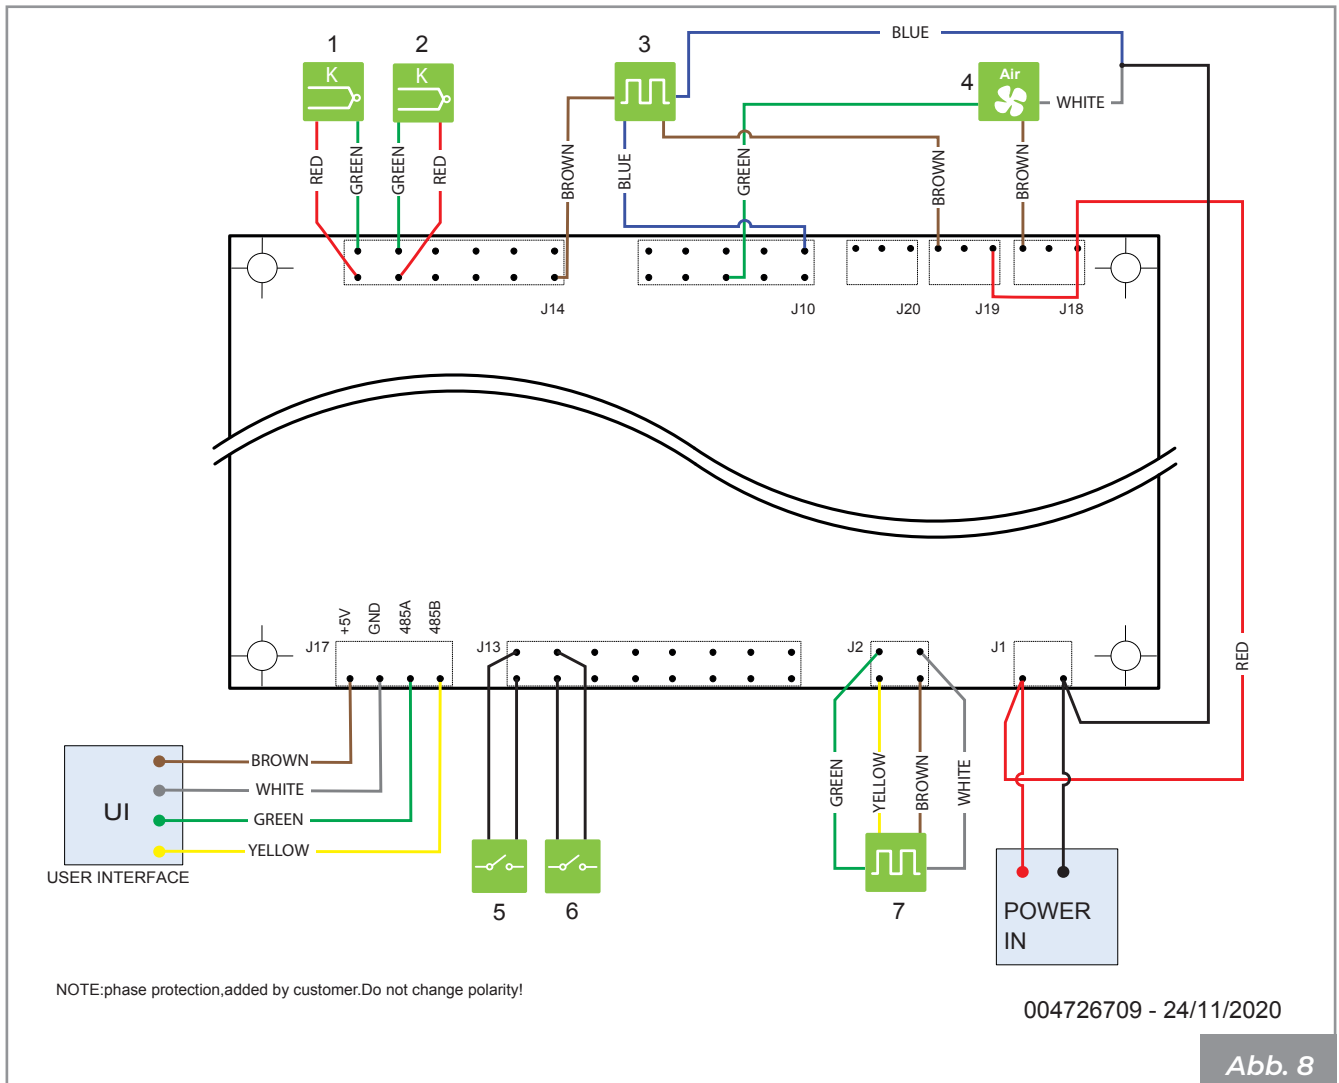 1
2
3
BLUE
K
K
4
Air
WHITE
RED
GREEN
GREEN
RED
BROWN
BLUE
GREEN
BROWN
BROWN
J14
J10
J20
J19
J18
J17
+5V
GND
485A
485B
J13
J2
J1
RED
BROWN
WHITE
GREEN
YELLOW
UI
USER INTERFACE
GREEN
YELLOW
BROWN
WHITE
5
6
7
POWER
IN
NOTE:phase protection,added by customer.Do not change polarity!
004726709 - 24/11/2020
Abb. 8